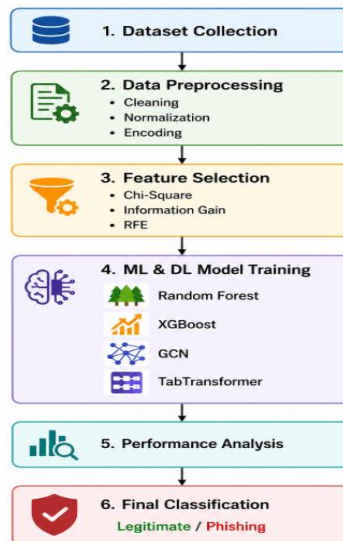 1. Dataset Collection
2. Data Preprocessing
• Cleaning
• Normalization
• Encoding
3. Feature Selection
• Chi-Square
• Information Gain
• RFE
4. ML & DL Model Training
Random Forest
XGBoost
GCN
TabTransformer
5. Performance Analysis
6. Final Classification
Legitimate / Phishing